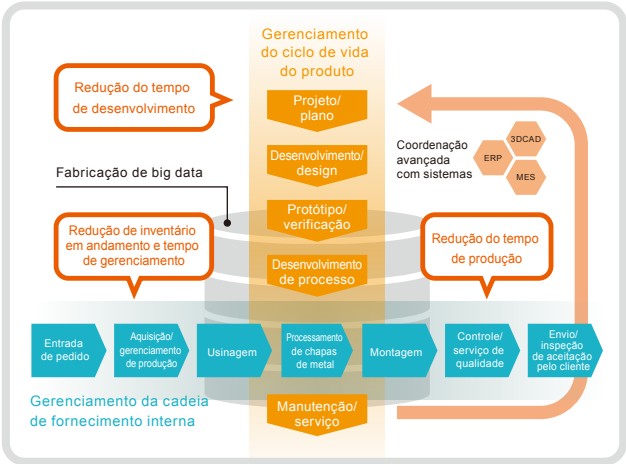 Gerenciamento
do ciclo de vida
do produto
Redução do tempo
de desenvolvimento
Projeto/
plano
Desenvolvimento/
design
Coordenação
avançada
com sistemas
ERP
3DCAD
MES
Fabricação de big data
Protótipo/
verificação
Redução de inventário
em andamento e tempo
de gerenciamento
Redução do tempo
de produção
Desenvolvimento
de processo
Entrada
de pedido
Aquisição/
gerenciamento
de produção
Usinagem
Processamento
de chapas
de metal
Montagem
Controle/
serviço de
qualidade
Envio/
inspeção
de aceitação
pelo cliente
Gerenciamento da cadeia
de fornecimento interna
Manutenção/
serviço